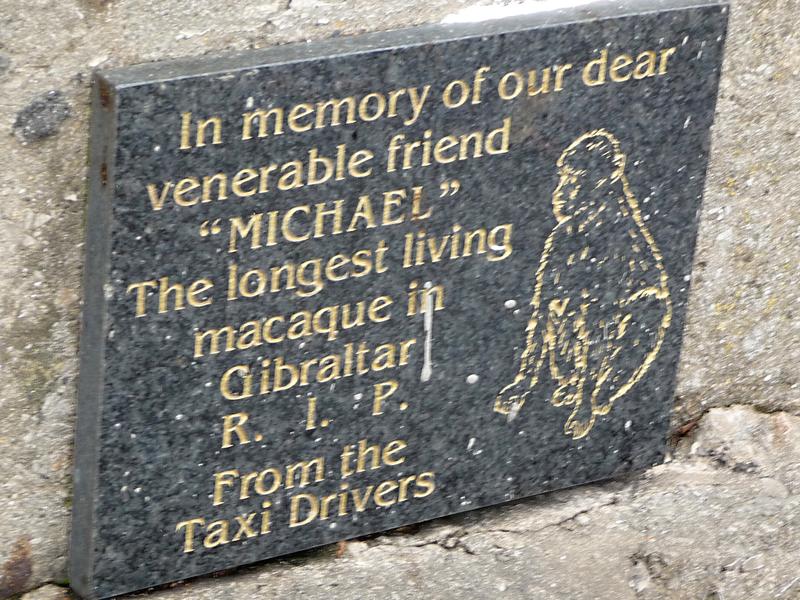 In memory of our dear
venerable friend
“MICHAEL”
The longest living
macaque in
Gibraltar
R. I. P.
From the
Taxi Drivers